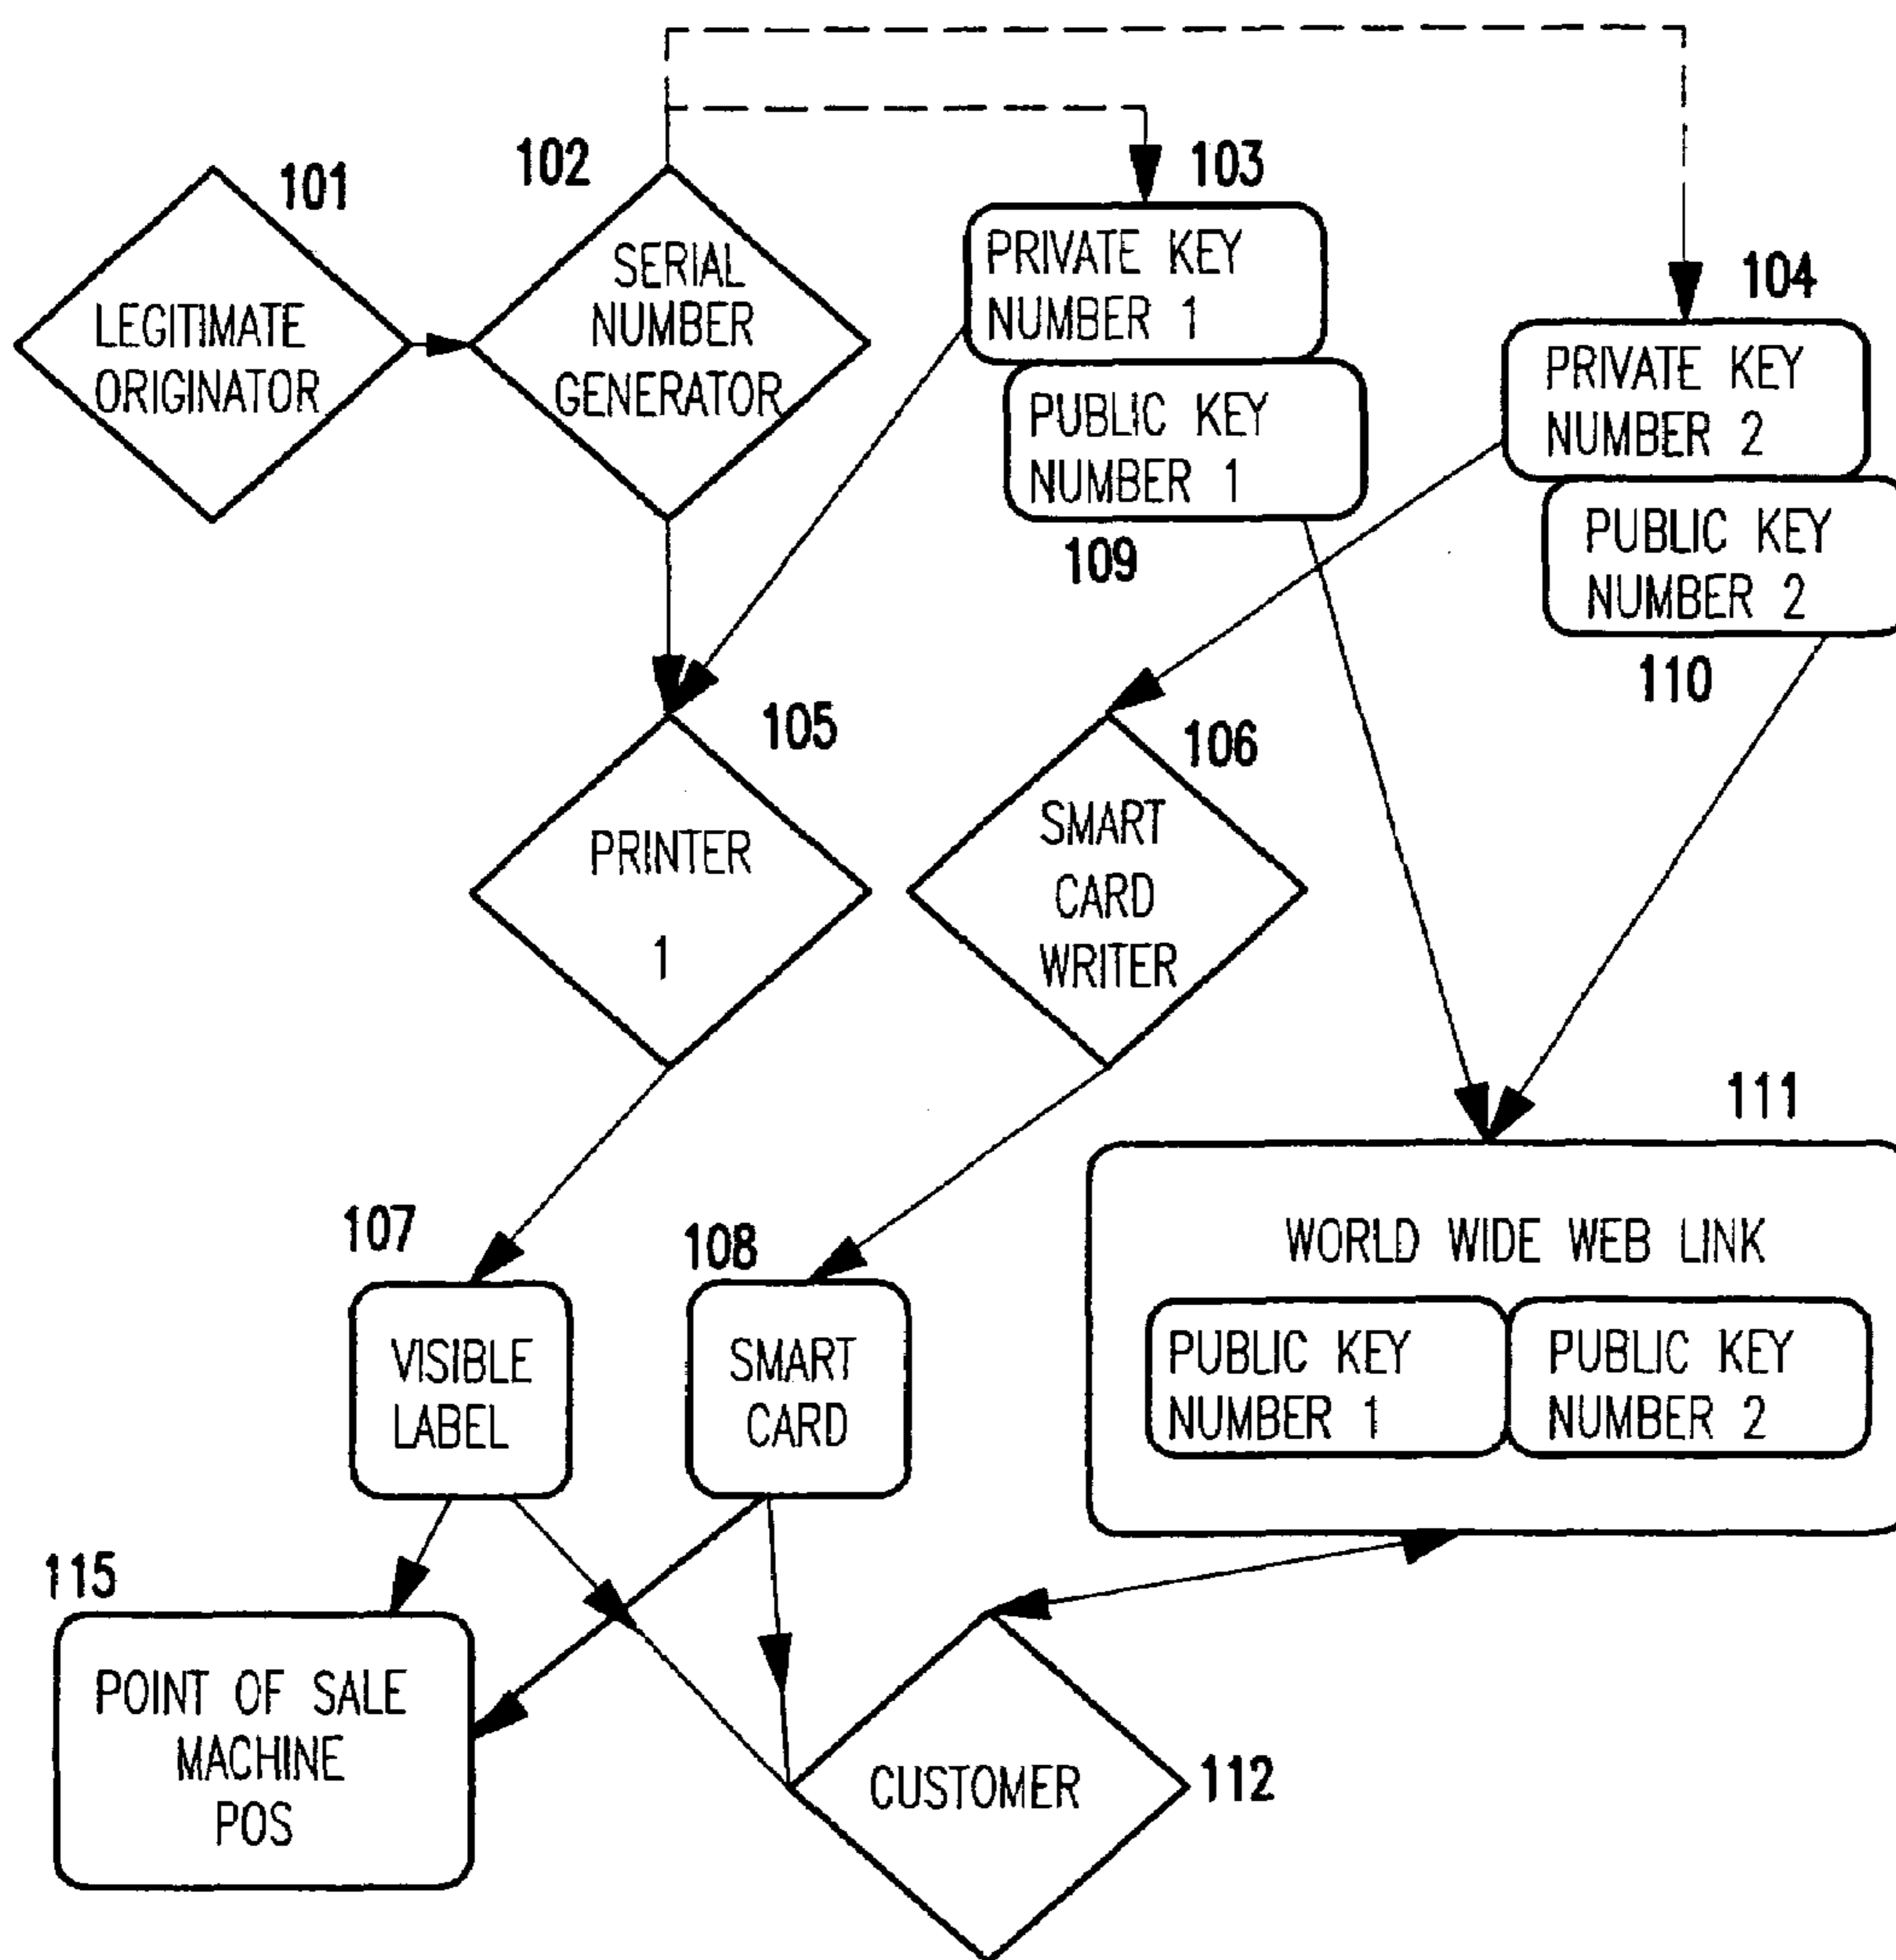 101
LEGITIMATE
ORIGINATOR
102
SERIAL
NUMBER
GENERATOR
103
PRIVATE KEY
NUMBER 1
PUBLIC KEY
NUMBER 1
109
104
PRIVATE KEY
NUMBER 2
PUBLIC KEY
NUMBER 2
110
105
PRINTER
1
106
SMART
CARD
WRITER
107
VISIBLE
LABEL
108
SMART
CARD
111
WORLD WIDE WEB LINK
PUBLIC KEY
NUMBER 1
PUBLIC KEY
NUMBER 2
115
POINT OF SALE
MACHINE
POS
CUSTOMER
112